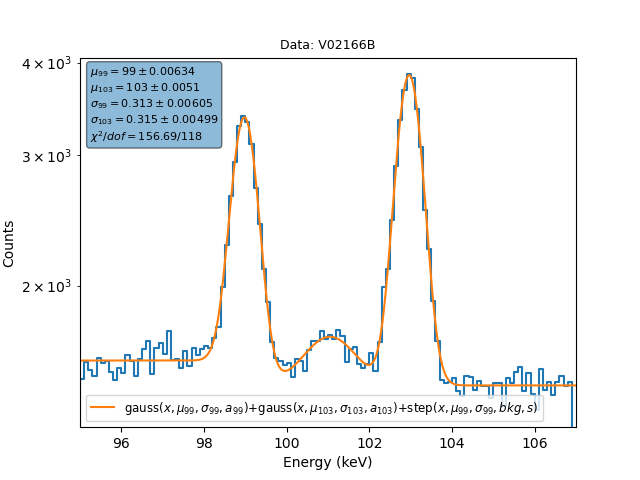 Data: V02166B
4 × 10³
3 × 10³
2 × 10³
Counts
μ₉₉ = 99 ± 0.00634
μ₁₀₃ = 103 ± 0.0051
σ₉₉ = 0.313 ± 0.00605
σ₁₀₃ = 0.315 ± 0.00499
χ²/dof = 156.69/118
gauss(x, μ₉₉, σ₉₉, a₉₉)+gauss(x, μ₁₀₃, σ₁₀₃, a₁₀₃)+step(x, μ₉₉, σ₉₉, bkg, s)
96 98 100 102 104 106
Energy (keV)